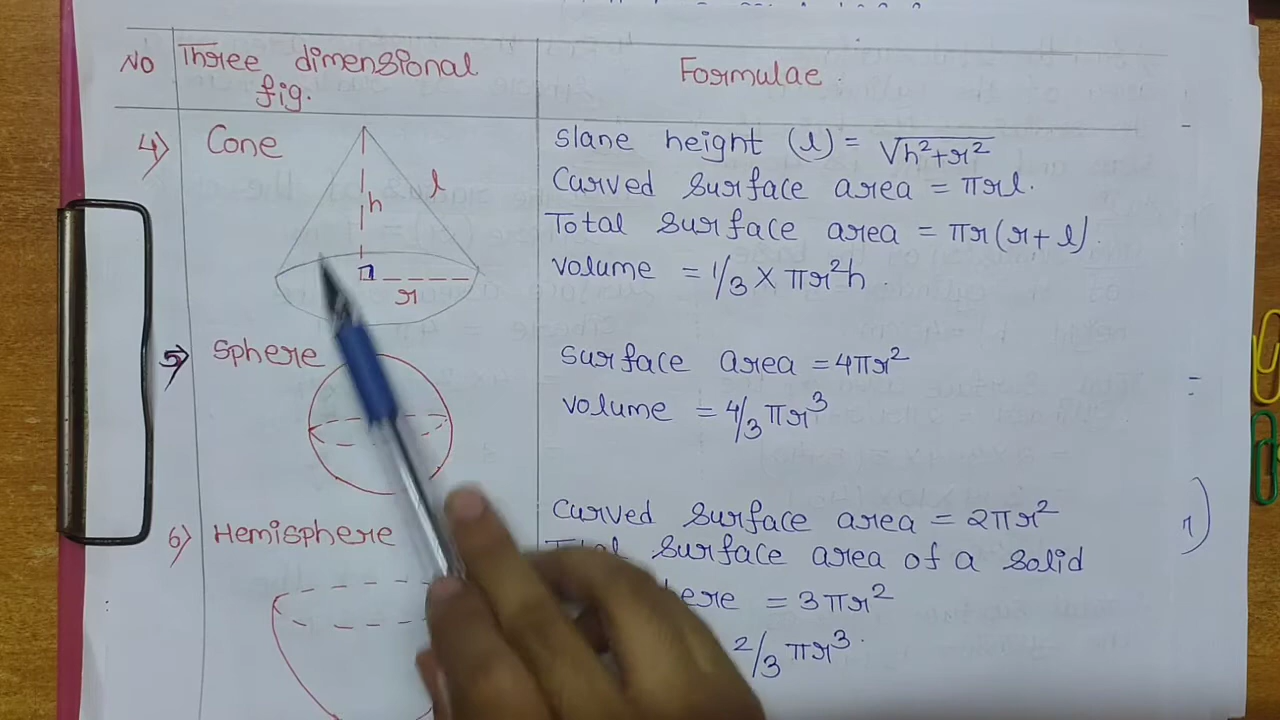 No Three dimensional fig. Formulae.
4) Cone
h l
r
Slane height (l) = √h²+r²
Curved surface area = πrl.
Total surface area = πr(r+l).
Volume = 1/3 × πr²h.
5) Sphere
Surface area = 4πr²
Volume = 4/3 πr³
6) Hemisphere
Curved surface area = 2πr²
Total surface area of a solid
= 3πr²
2/3 πr³.